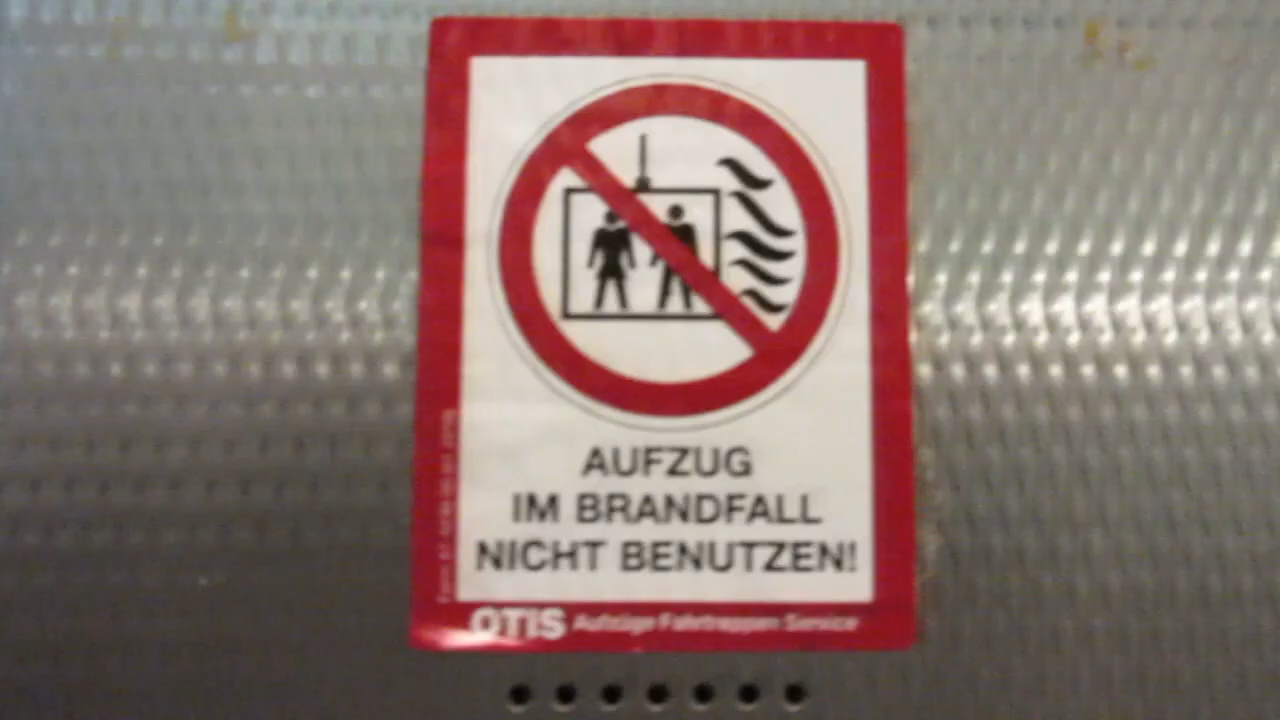 AUFZUG
IM BRANDFALL
NICHT BENUTZEN!
OTIS Aufzüge Fahrtreppen Service